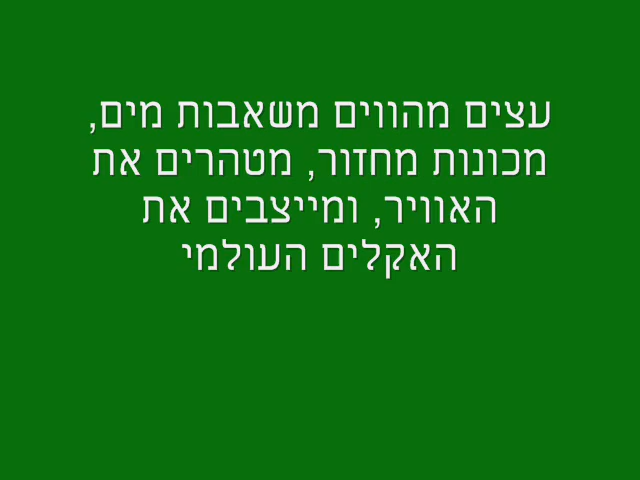 עצים מהווים משאבות מים,
מכונות מחזור, מטהרים את
האוויר, ומייצבים את
האקלים העולמי